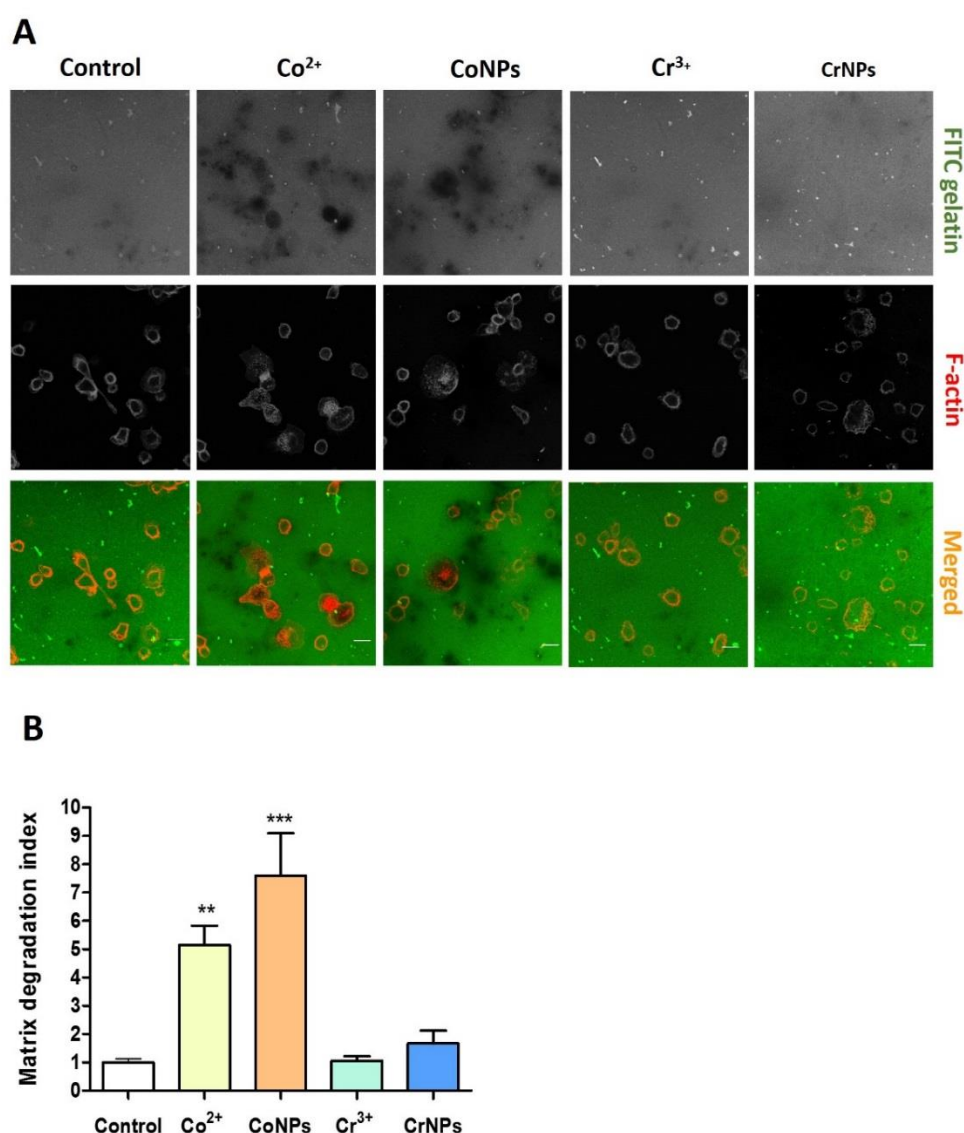 A
Control Co²⁺ CoNPs Cr³⁺ CrNPs
FITC gelatin
F-actin
Merged
B
Matrix degradation index
10
9
8
7
6
5
4
3
2
1
0
**
***
Control Co²⁺ CoNPs Cr³⁺ CrNPs